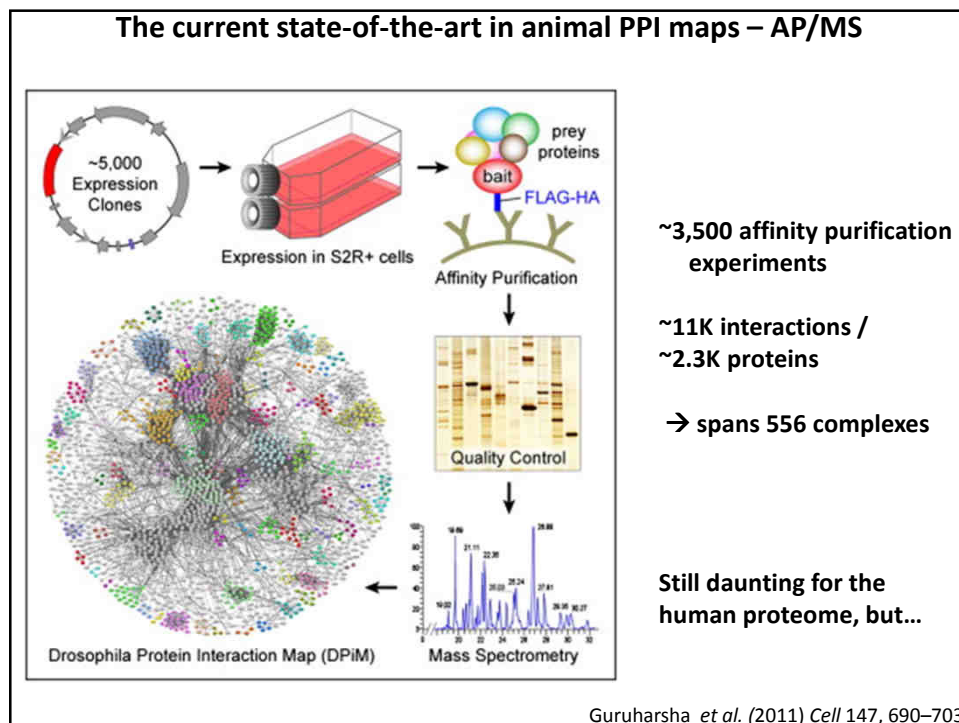 The current state-of-the-art in animal PPI maps – AP/MS
~5,000
Expression
Clones
Expression in S2R+ cells
prey
proteins
bait
FLAG-HA
Affinity Purification
Quality Control
Mass Spectrometry
Drosophila Protein Interaction Map (DPiM)
~3,500 affinity purification
experiments
~11K interactions /
~2.3K proteins
→ spans 556 complexes
Still daunting for the
human proteome, but…
Guruharsha et al. (2011) Cell 147, 690–703